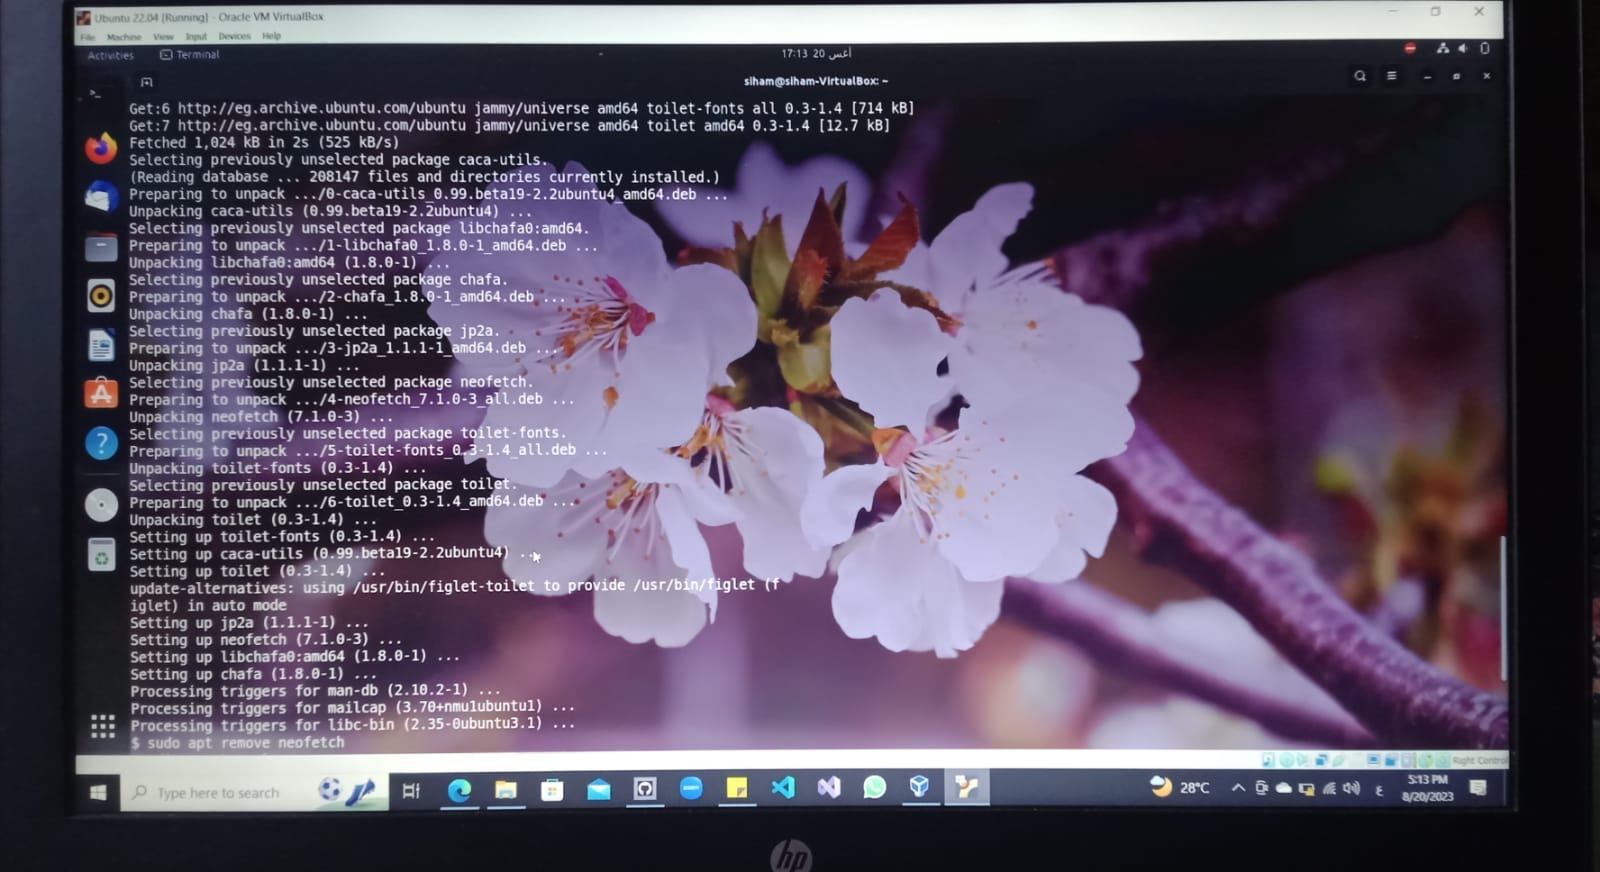 Ubuntu 22.04 [Running] - Oracle VM VirtualBox
File Machine View Input Devices Help
Activities Terminal 17:13 20 أغس
siham@siham-VirtualBox: ~
Get:6 http://eg.archive.ubuntu.com/ubuntu jammy/universe amd64 toilet-fonts all 0.3-1.4 [714 kB]
Get:7 http://eg.archive.ubuntu.com/ubuntu jammy/universe amd64 toilet amd64 0.3-1.4 [12.7 kB]
Fetched 1,024 kB in 2s (525 kB/s)
Selecting previously unselected package caca-utils.
(Reading database ... 208147 files and directories currently installed.)
Preparing to unpack .../0-caca-utils_0.99.beta19-2.2ubuntu4_amd64.deb ...
Unpacking caca-utils (0.99.beta19-2.2ubuntu4) ...
Selecting previously unselected package libchafa0:amd64.
Preparing to unpack .../1-libchafa0_1.8.0-1_amd64.deb ...
Unpacking libchafa0:amd64 (1.8.0-1) ...
Selecting previously unselected package chafa.
Preparing to unpack .../2-chafa_1.8.0-1_amd64.deb ...
Unpacking chafa (1.8.0-1) ...
Selecting previously unselected package jp2a.
Preparing to unpack .../3-jp2a_1.1.1-1_amd64.deb ...
Unpacking jp2a (1.1.1-1) ...
Selecting previously unselected package neofetch.
Preparing to unpack .../4-neofetch_7.1.0-3_all.deb ...
Unpacking neofetch (7.1.0-3) ...
Selecting previously unselected package toilet-fonts.
Preparing to unpack .../5-toilet-fonts_0.3-1.4_all.deb ...
Unpacking toilet-fonts (0.3-1.4) ...
Selecting previously unselected package toilet.
Preparing to unpack .../6-toilet_0.3-1.4_amd64.deb ...
Unpacking toilet (0.3-1.4) ...
Setting up toilet-fonts (0.3-1.4) ...
Setting up caca-utils (0.99.beta19-2.2ubuntu4) ...
Setting up toilet (0.3-1.4) ...
update-alternatives: using /usr/bin/figlet-toilet to provide /usr/bin/figlet (f
iglet) in auto mode
Setting up jp2a (1.1.1-1) ...
Setting up neofetch (7.1.0-3) ...
Setting up libchafa0:amd64 (1.8.0-1) ...
Setting up chafa (1.8.0-1) ...
Processing triggers for man-db (2.10.2-1) ...
Processing triggers for mailcap (3.70+nmu1ubuntu1) ...
Processing triggers for libc-bin (2.35-0ubuntu3.1) ...
$ sudo apt remove neofetch
Right Control
Type here to search 28°C ع 5:13 PM
8/20/2023
hp